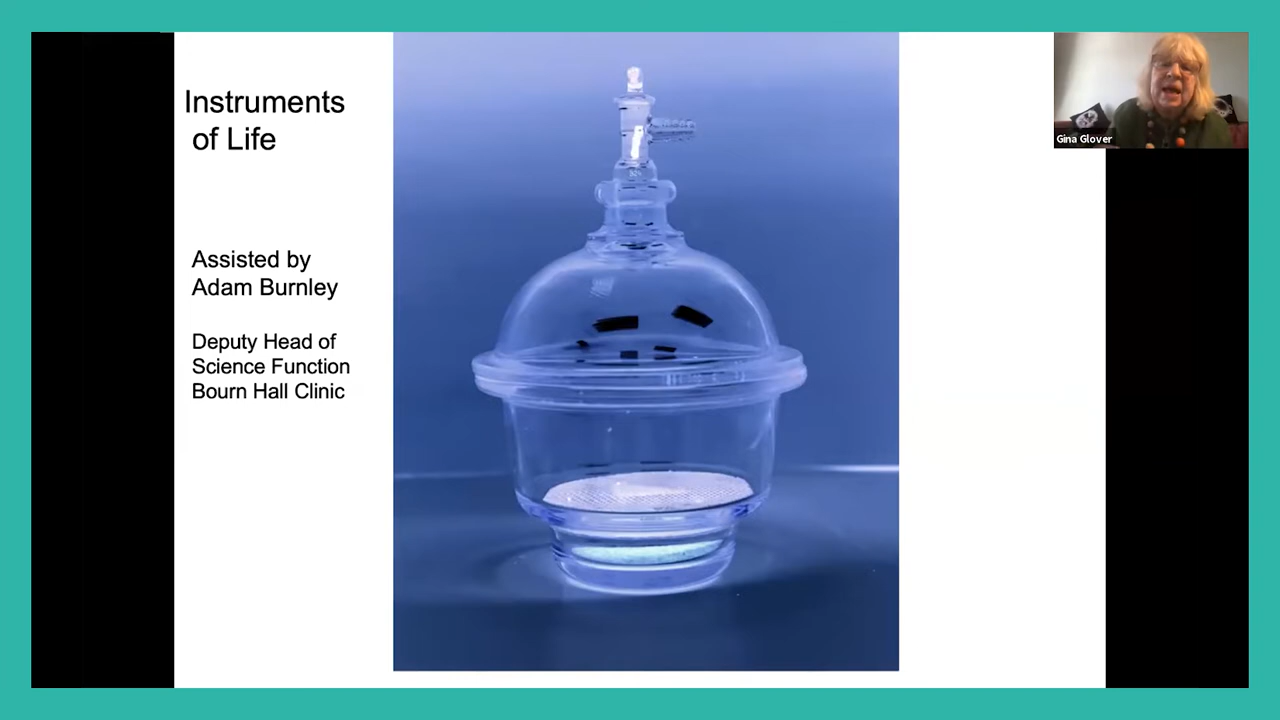 Instruments
of Life
Assisted by
Adam Burnley
Deputy Head of
Science Function
Bourn Hall Clinic
Gina Glover